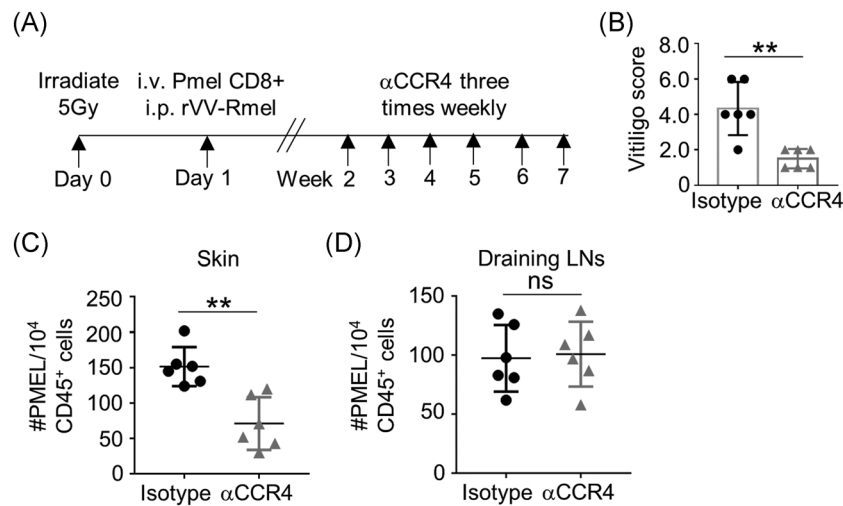 (A)
Irradiate
5Gy
i.v. Pmel CD8+
i.p. rVV-Rmel
αCCR4 three
times weekly
Day 0
Day 1
Week 2 3 4 5 6 7
(B)
Vitiligo score
**
8.0
6.0
4.0
2.0
0
Isotype αCCR4
(C)
Skin
**
#PMEL/10⁴
CD45⁺ cells
250
200
150
100
50
0
Isotype αCCR4
(D)
Draining LNs
ns
#PMEL/10⁴
CD45⁺ cells
150
100
50
0
Isotype αCCR4